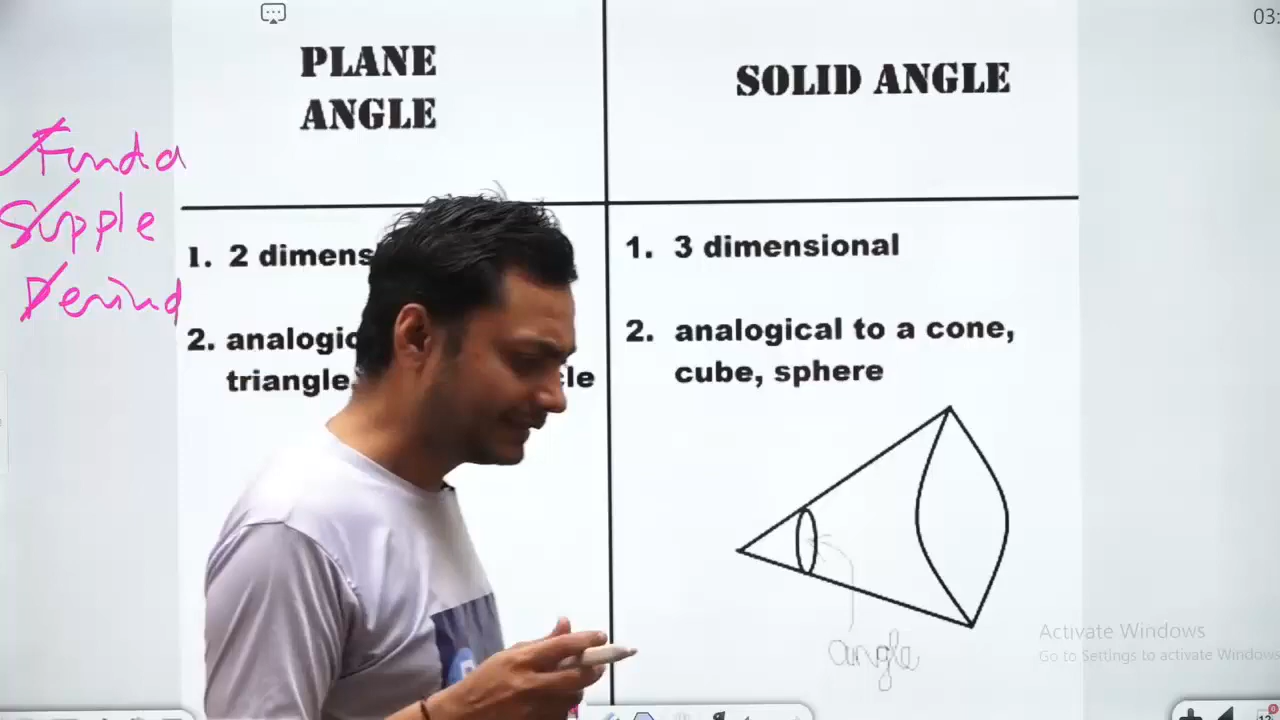 03:
PLANE
ANGLE
SOLID ANGLE
Funda
Supple
1. 2 dimens
1. 3 dimensional
2. analogic
triangle, cle
2. analogical to a cone,
cube, sphere
angle
Activate Windows
Go to Settings to activate Windows